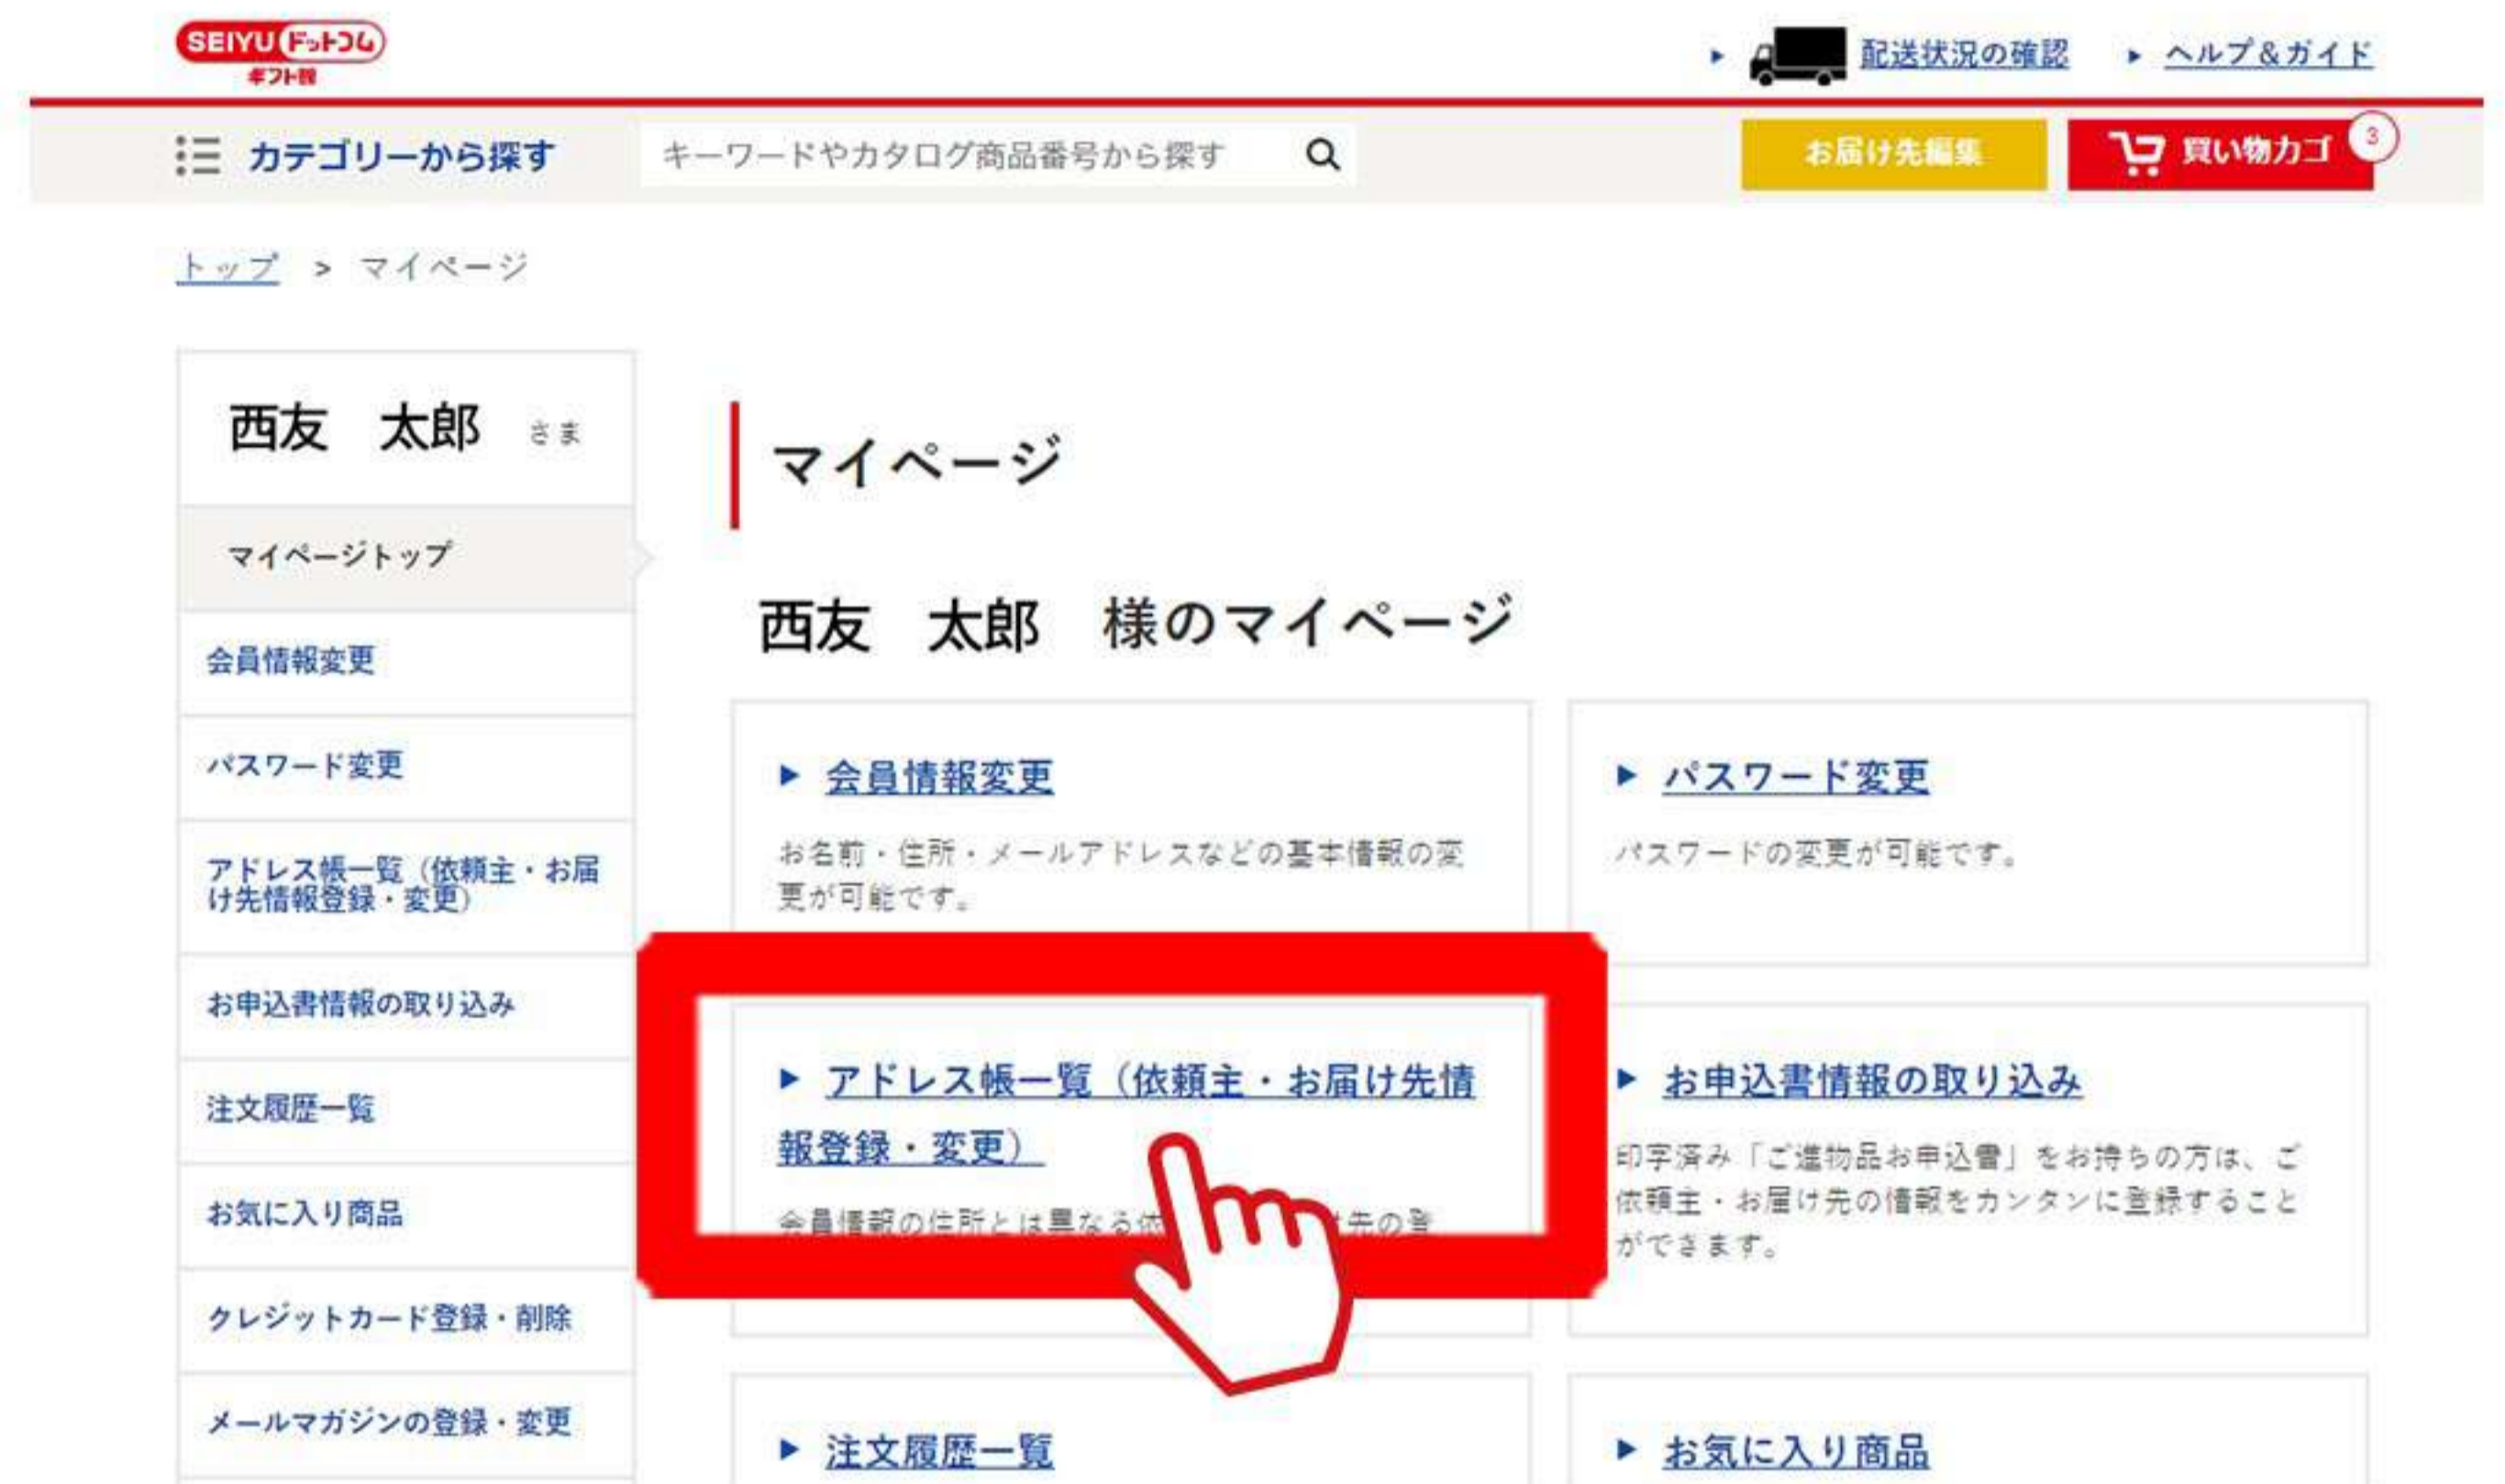 SEIYU ドットコム
ギフト館
配送状況の確認
ヘルプ&ガイド
カテゴリーから探す
キーワードやカタログ商品番号から探す
お届け先編集
買い物カゴ
3
トップ > マイページ
西友 太郎 さま
マイページトップ
会員情報変更
パスワード変更
アドレス帳一覧（依頼主・お届
け先情報登録・変更）
お申込書情報の取り込み
注文履歴一覧
お気に入り商品
クレジットカード登録・削除
メールマガジンの登録・変更
マイページ
西友 太郎 様のマイページ
会員情報変更
お名前・住所・メールアドレスなどの基本情報の変
更が可能です。
パスワード変更
パスワードの変更が可能です。
アドレス帳一覧（依頼主・お届け先情
報登録・変更）
会員情報の住所とは異なる依 け先の登
お申込書情報の取り込み
印字済み「ご進物品お申込書」をお持ちの方は、ご
依頼主・お届け先の情報をカンタンに登録すること
ができます。
注文履歴一覧
お気に入り商品